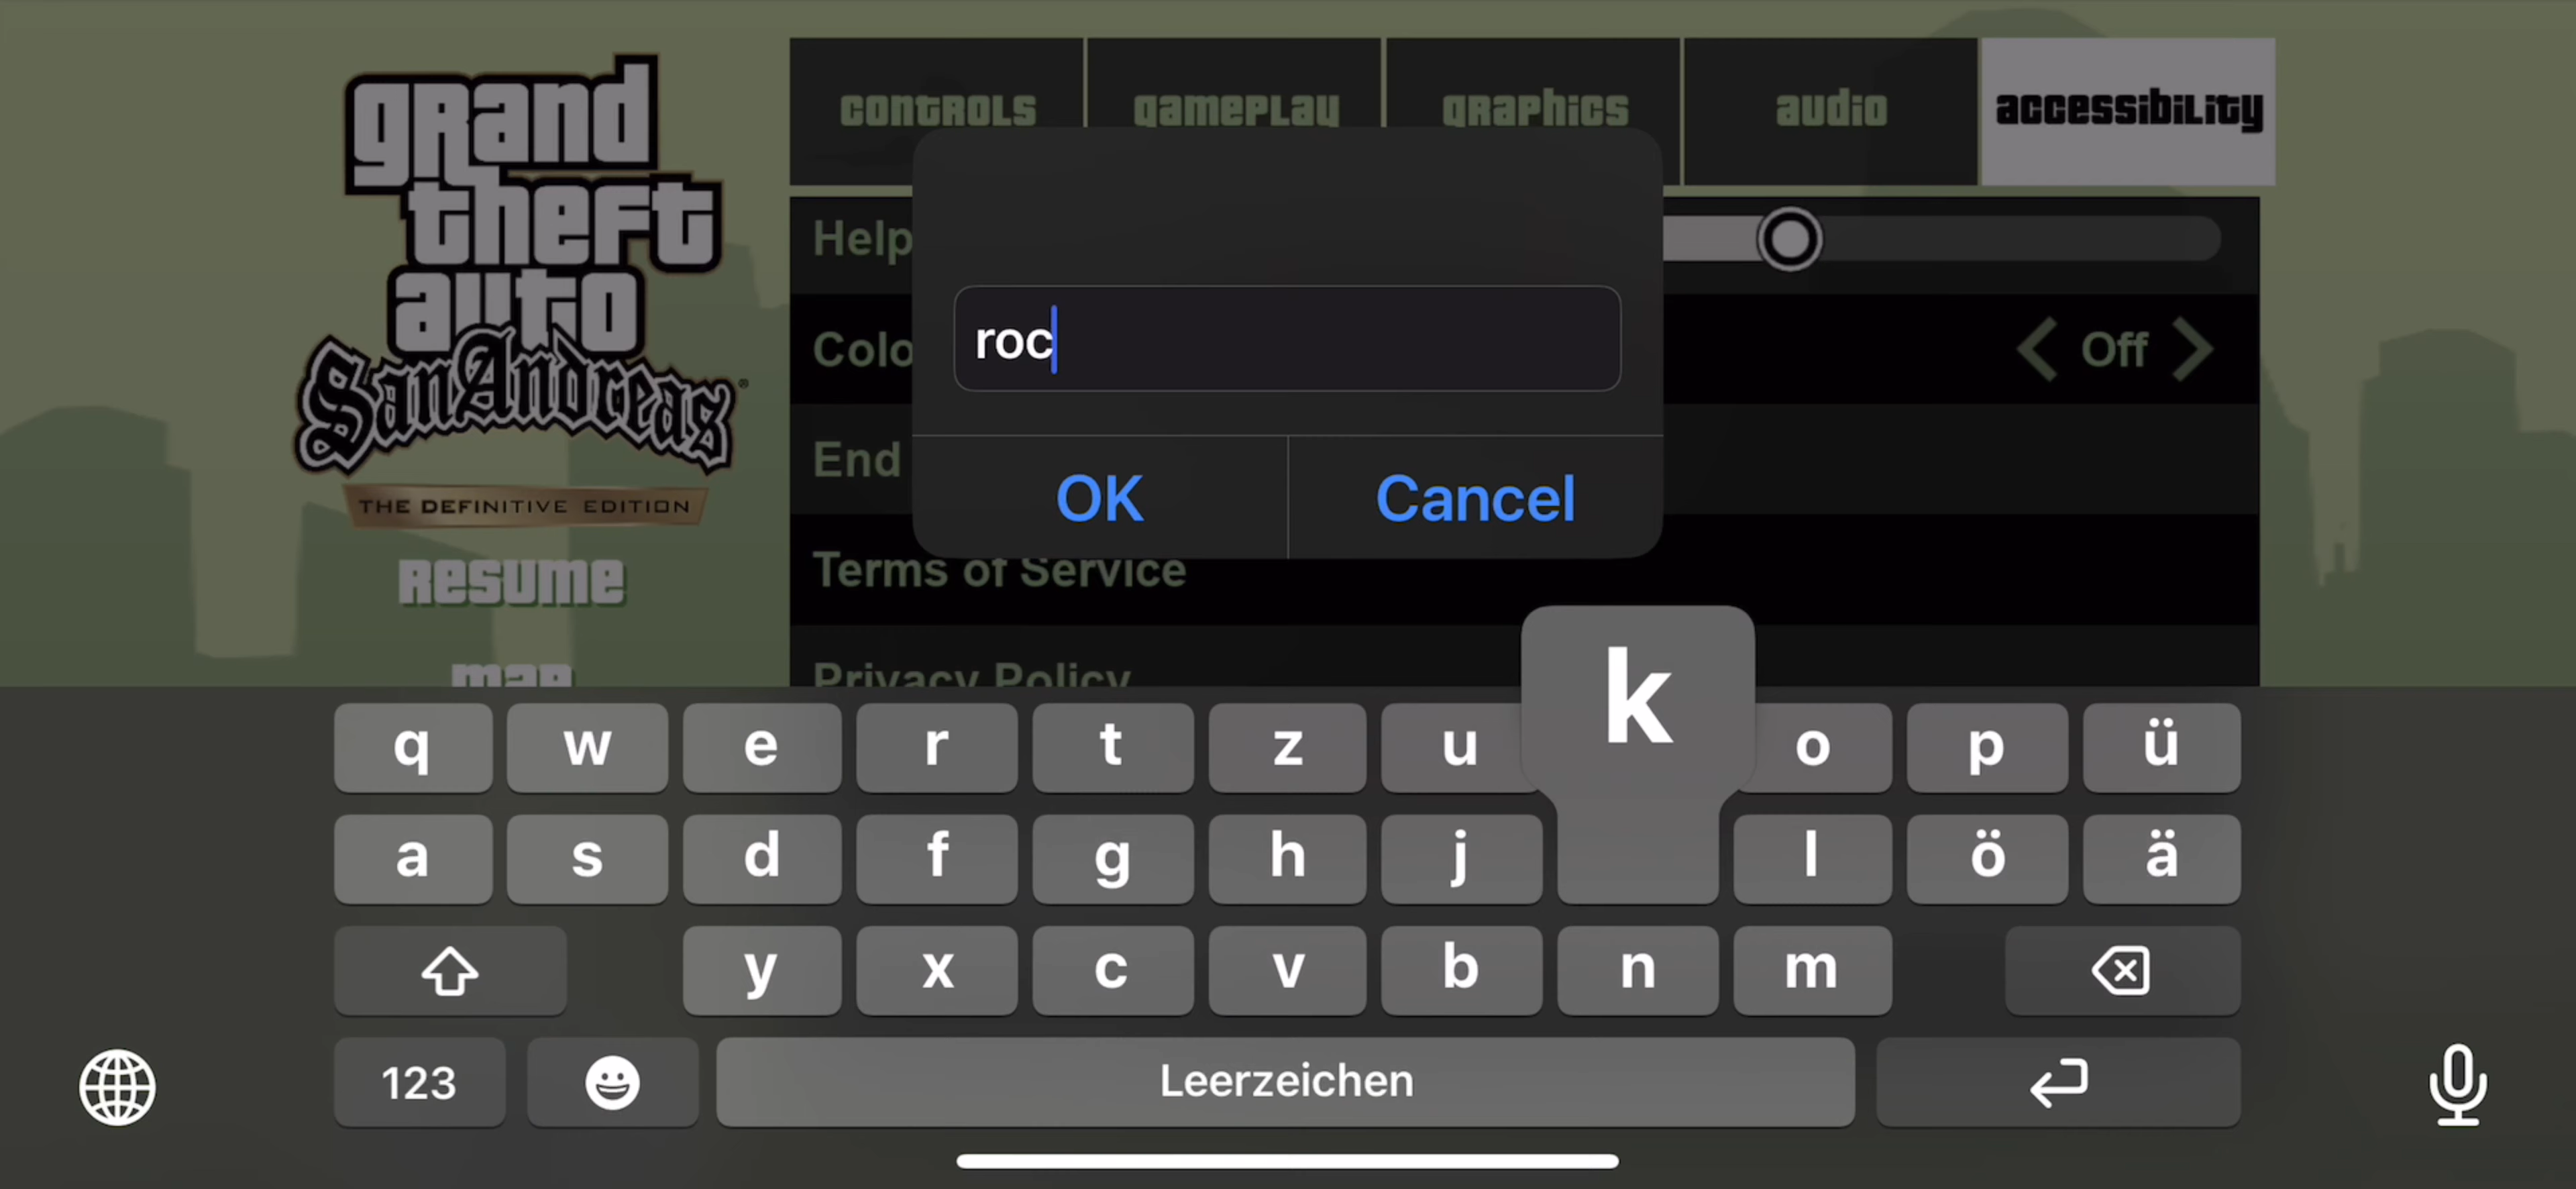 grand
theft
auto
San Andreas
THE DEFINITIVE EDITION
Resume
map
controls
gameplay
graphics
audio
accessibility
Help
Colo
Off
End
Terms of Service
Privacy Policy
roc
OK
Cancel
k
q w e r t z u o p ü
a s d f g h j l ö ä
y x c v b n m
123
Leerzeichen